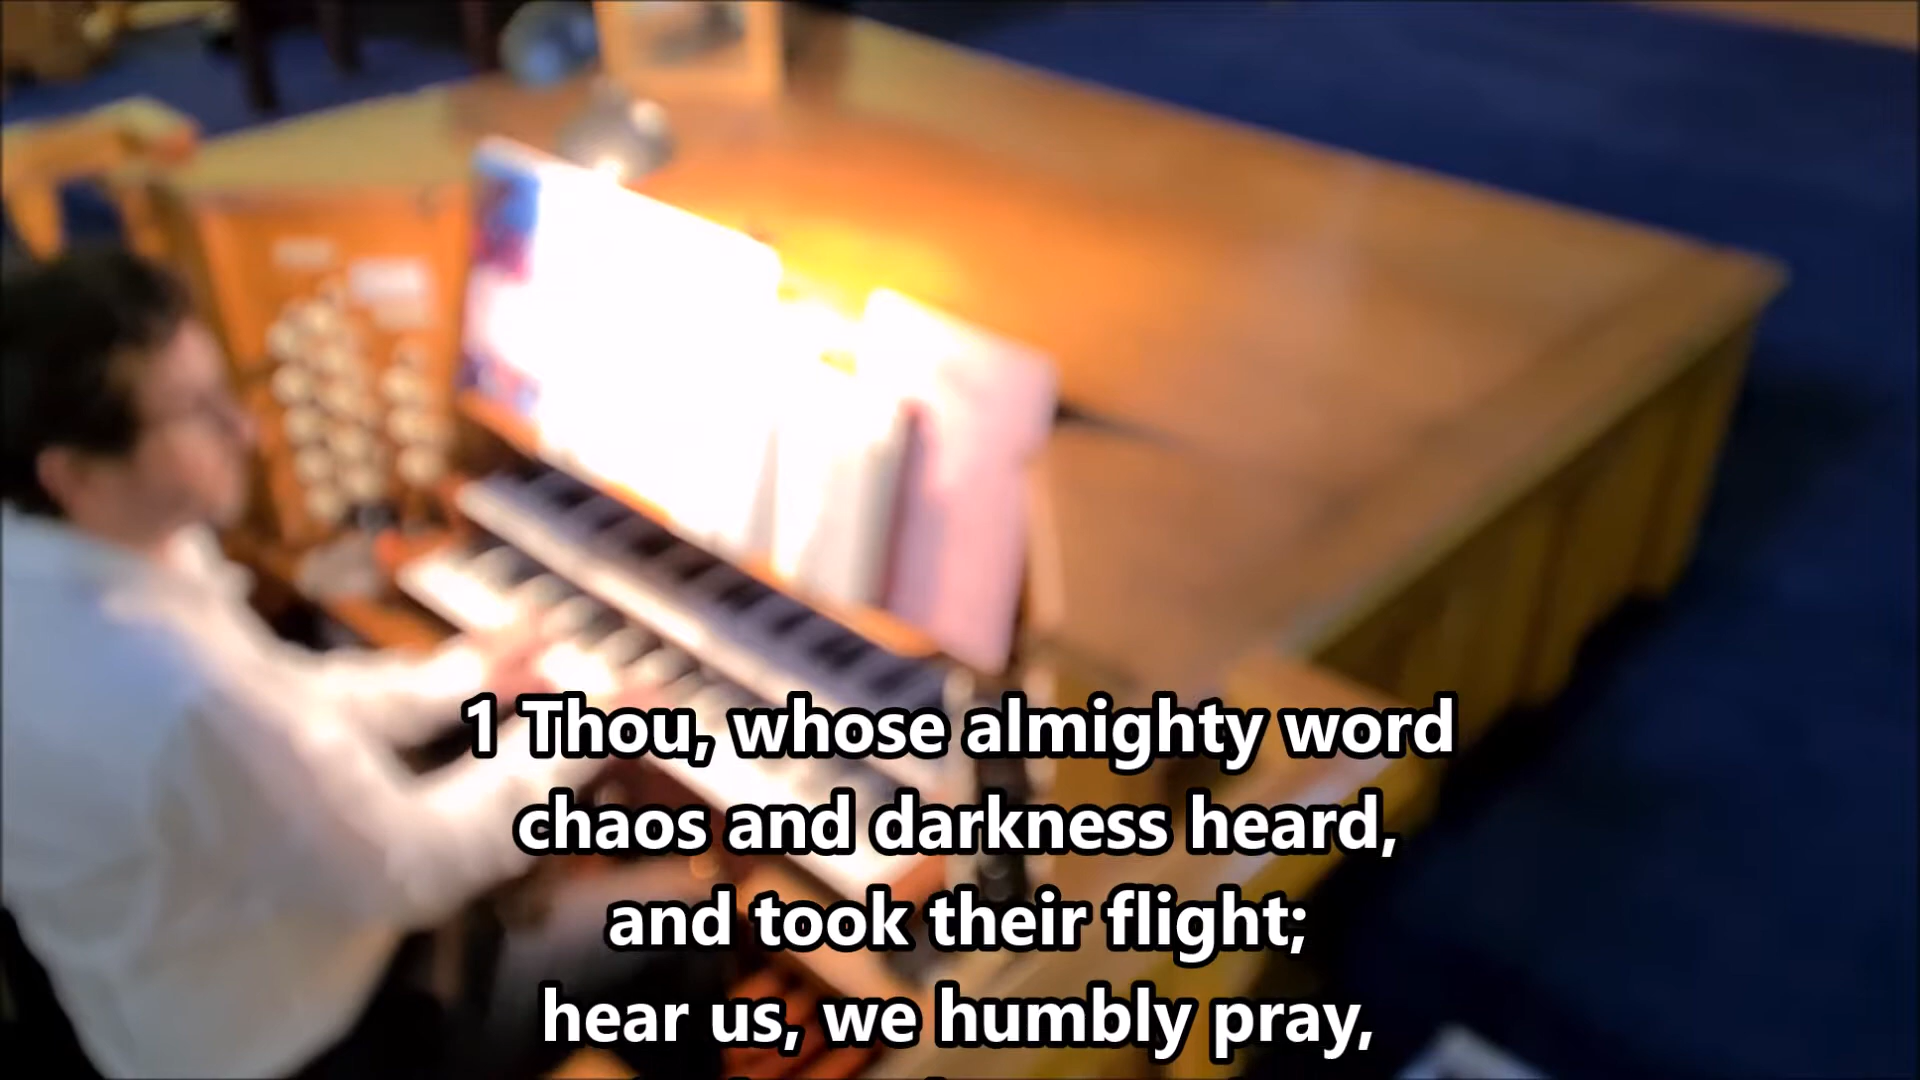 1 Thou, whose almighty word
chaos and darkness heard,
and took their flight;
hear us, we humbly pray,